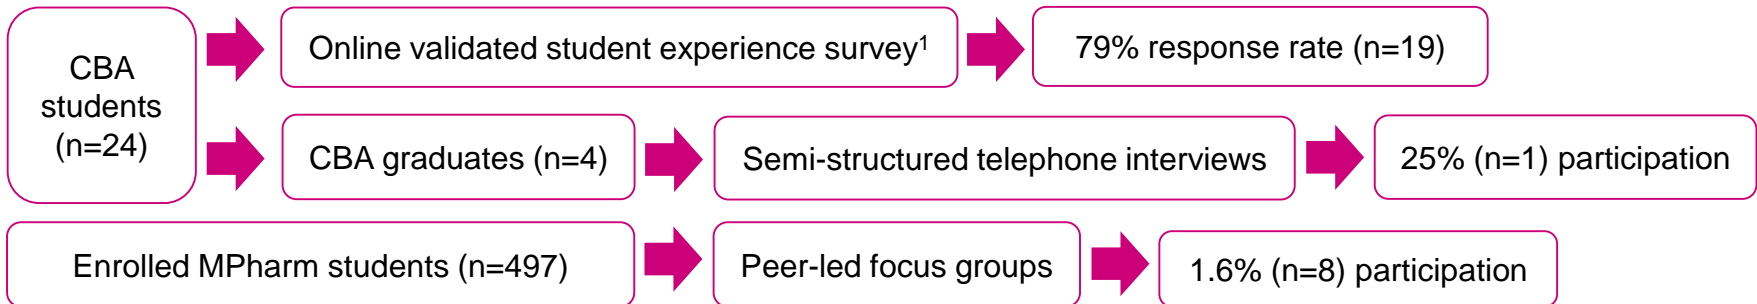 CBA
students
(n=24)
Online validated student experience survey¹
79% response rate (n=19)
CBA graduates (n=4)
Semi-structured telephone interviews
25% (n=1) participation
Enrolled MPharm students (n=497)
Peer-led focus groups
1.6% (n=8) participation